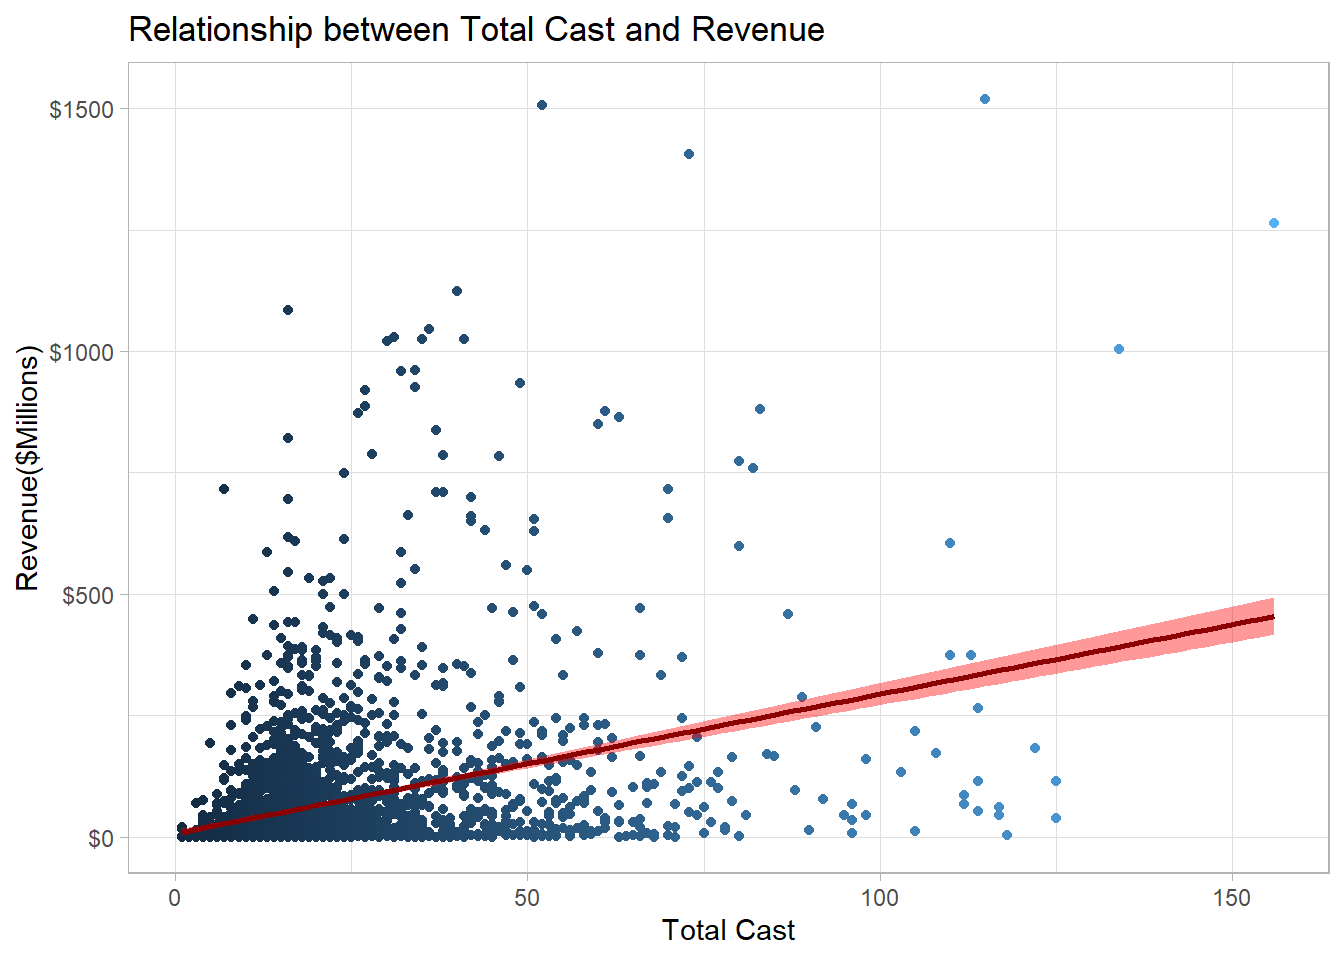 Relationship between Total Cast and Revenue
Revenue($Millions)
$1500
$1000
$500
$0
0 50 100 150
Total Cast